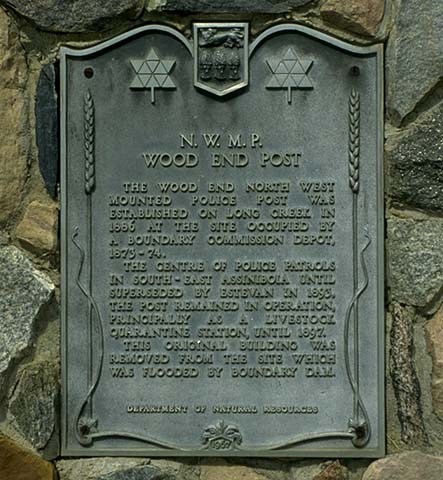 N. W. M. P.
WOOD END POST
THE WOOD END NORTH WEST
MOUNTED POLICE POST WAS
ESTABLISHED ON LONG CREEK IN
1886 AT THE SITE OCCUPIED BY
A BOUNDARY COMMISSION DEPOT,
1873-74.
THE CENTRE OF POLICE PATROLS
IN SOUTH-EAST ASSINIBOIA UNTIL
SUPERSEDED BY ESTEVAN IN 1893,
THE POST REMAINED IN OPERATION,
PRINCIPALLY AS A LIVESTOCK
QUARANTINE STATION, UNTIL 1897.
THIS ORIGINAL BUILDING WAS
REMOVED FROM THE SITE WHICH
WAS FLOODED BY BOUNDARY DAM.
DEPARTMENT OF NATURAL RESOURCES